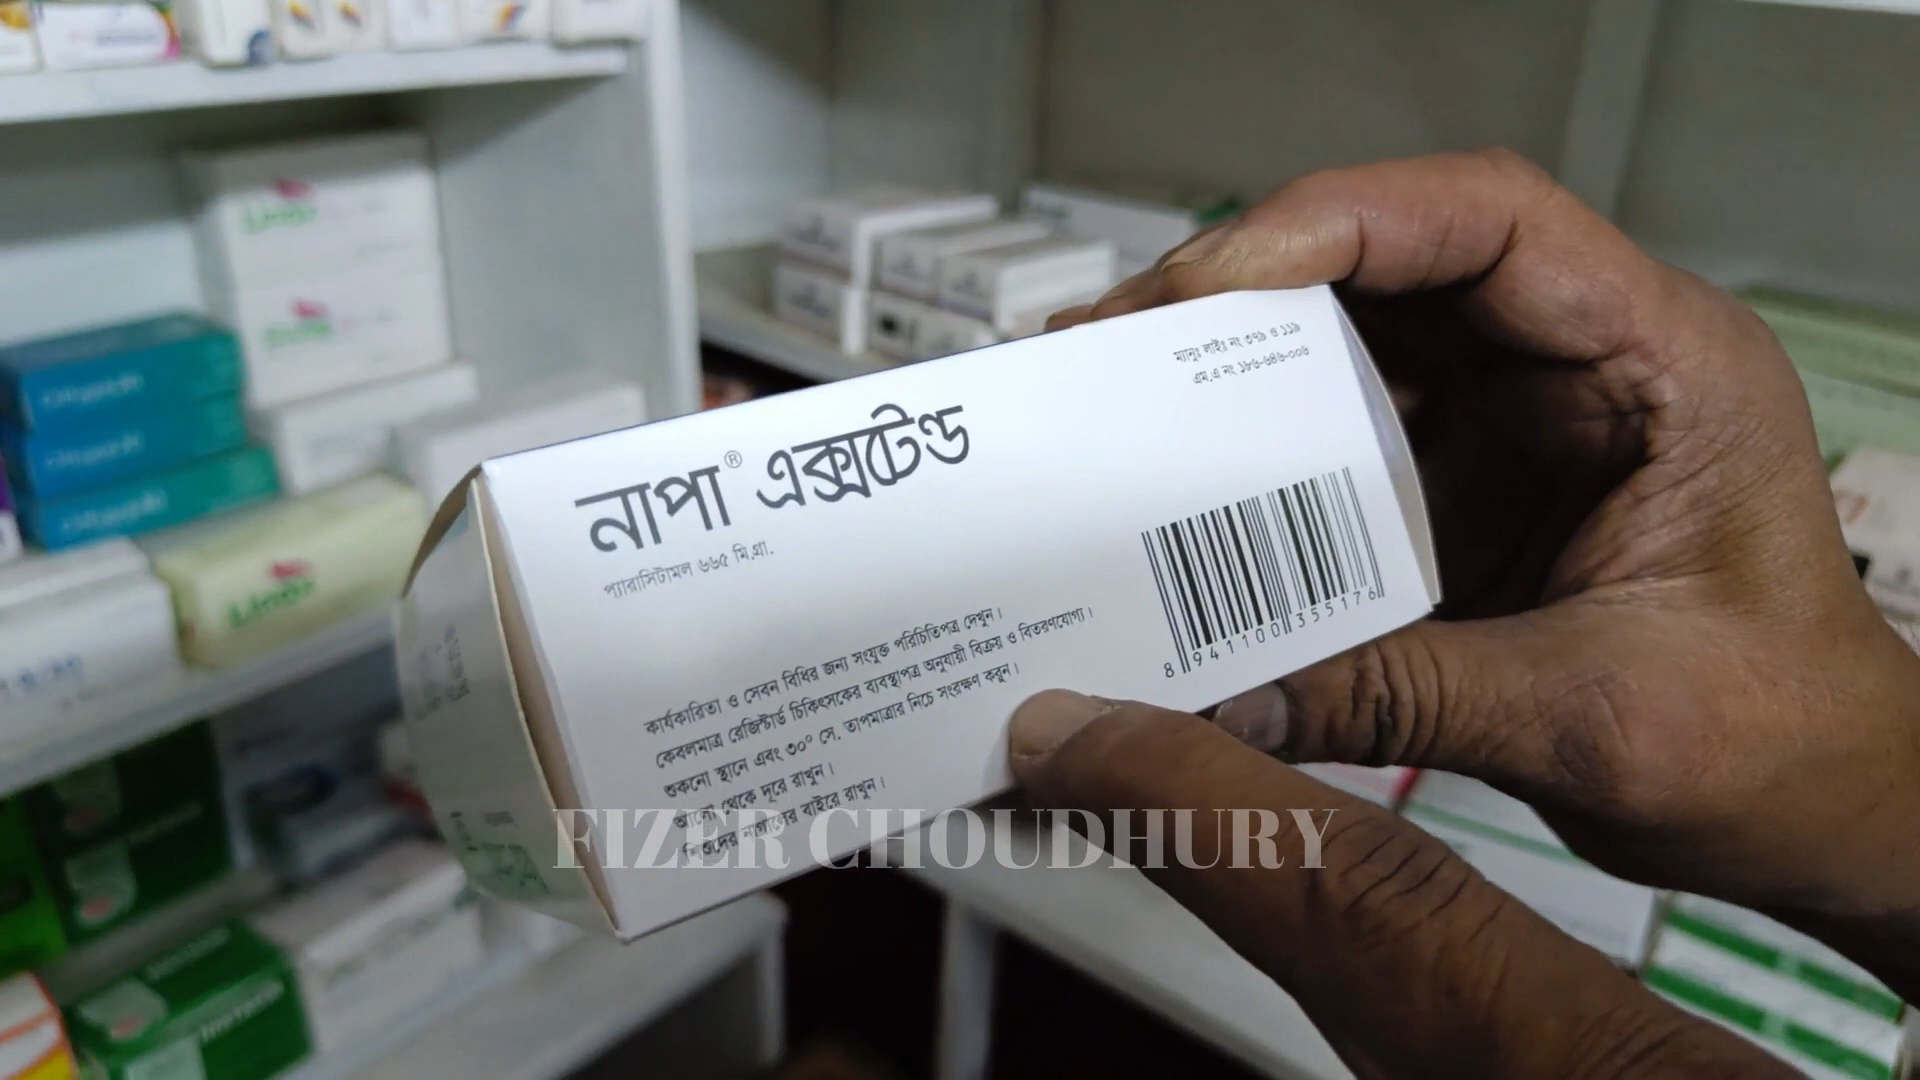 ম্যানুঃ লাইঃ নং ৩৭৯ ও ১১৯
এম.এ নং ১৮৬-৬৪৬-০০৬
নাপা® এক্সটেন্ড
প্যারাসিটামল ৬৬৫ মি.গ্রা.
কার্যকারিতা ও সেবন বিধির জন্য সংযুক্ত পরিচিতিপত্র দেখুন।
কেবলমাত্র রেজিস্টার্ড চিকিৎসকের ব্যবস্থাপত্র অনুযায়ী বিক্রয় ও বিতরণযোগ্য।
শুকনো স্থানে এবং ৩০° সে. তাপমাত্রার নিচে সংরক্ষণ করুন।
আলো থেকে দূরে রাখুন।
শিশুদের নাগালের বাইরে রাখুন।
8 941100 355176
FIZER CHOUDHURY